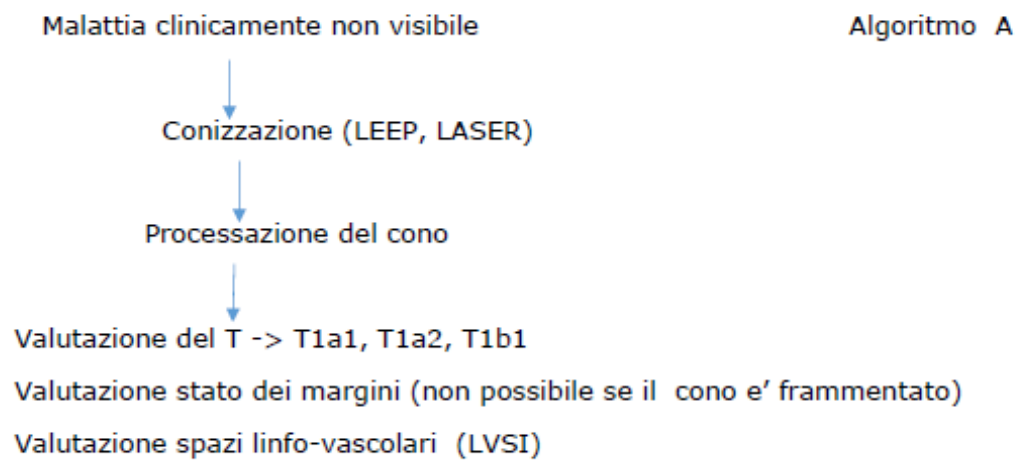 Malattia clinicamente non visibile Algoritmo A
Conizzazione (LEEP, LASER)
Processazione del cono
Valutazione del T -> T1a1, T1a2, T1b1
Valutazione stato dei margini (non possibile se il cono e' frammentato)
Valutazione spazi linfo-vascolari (LVSI)